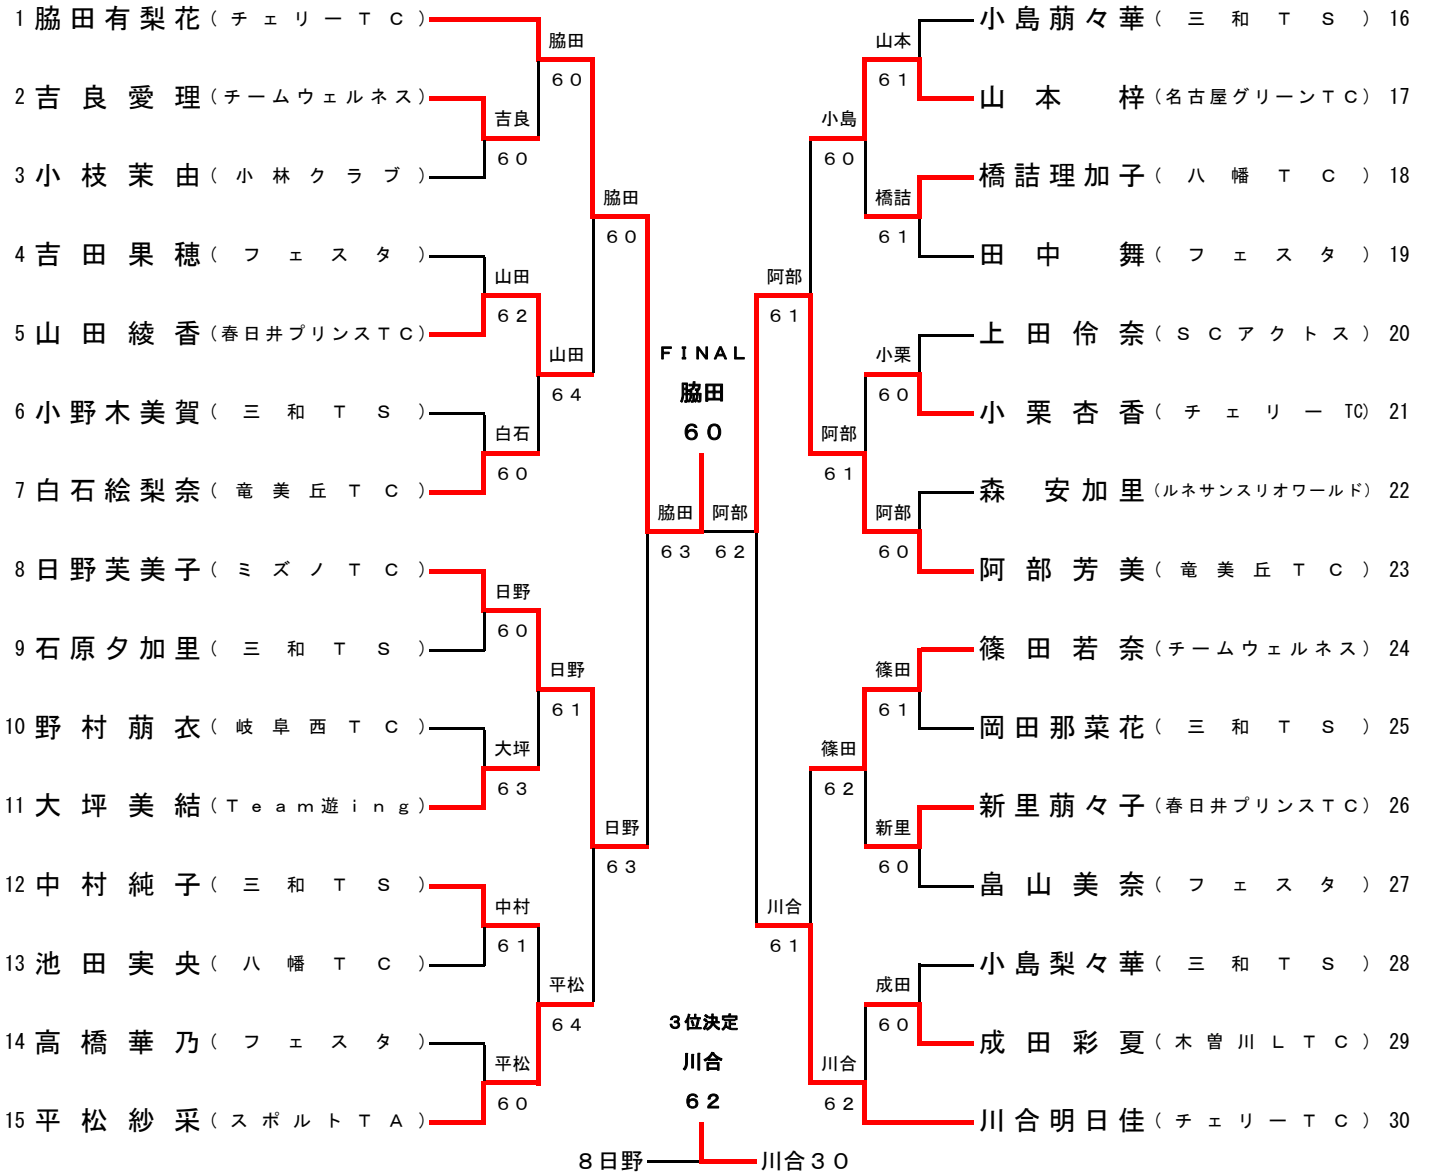 1 脇田有梨花 (チェリーTC)
2 吉良愛理 (チームウェルネス)
3 小枝茉由 (小林クラブ)
4 吉田果穂 (フェスタ)
5 山田綾香 (春日井プリンスTC)
6 小野木美賀 (三和TS)
7 白石絵梨奈 (竜美丘TC)
8 日野芙美子 (ミズノTC)
9 石原夕加里 (三和TS)
10 野村萠衣 (岐阜西TC)
11 大坪美結 (Team遊ing)
12 中村純子 (三和TS)
13 池田実央 (八幡TC)
14 高橋華乃 (フェスタ)
15 平松紗采 (スポルトTA)
吉良
60
山田
62
白石
60
日野
60
大坪
63
中村
61
平松
60
脇田
60
山田
64
日野
61
平松
64
脇田
60
日野
63
脇田
63
FINAL
脇田
60
阿部
62
3位決定
川合
62
8日野
川合30
阿部
61
川合
61
小島
60
阿部
61
篠田
62
川合
62
山本
61
橋詰
61
小栗
60
阿部
60
篠田
61
新里
60
成田
60
小島萠々華 (三和TS) 16
山本梓 (名古屋グリーンTC) 17
橋詰理加子 (八幡TC) 18
田中舞 (フェスタ) 19
上田伶奈 (SCアクトス) 20
小栗杏香 (チェリーTC) 21
森安加里 (ルネサンスリオワールド) 22
阿部芳美 (竜美丘TC) 23
篠田若奈 (チームウェルネス) 24
岡田那菜花 (三和TS) 25
新里萠々子 (春日井プリンスTC) 26
畠山美奈 (フェスタ) 27
小島梨々華 (三和TS) 28
成田彩夏 (木曽川LTC) 29
川合明日佳 (チェリーTC) 30